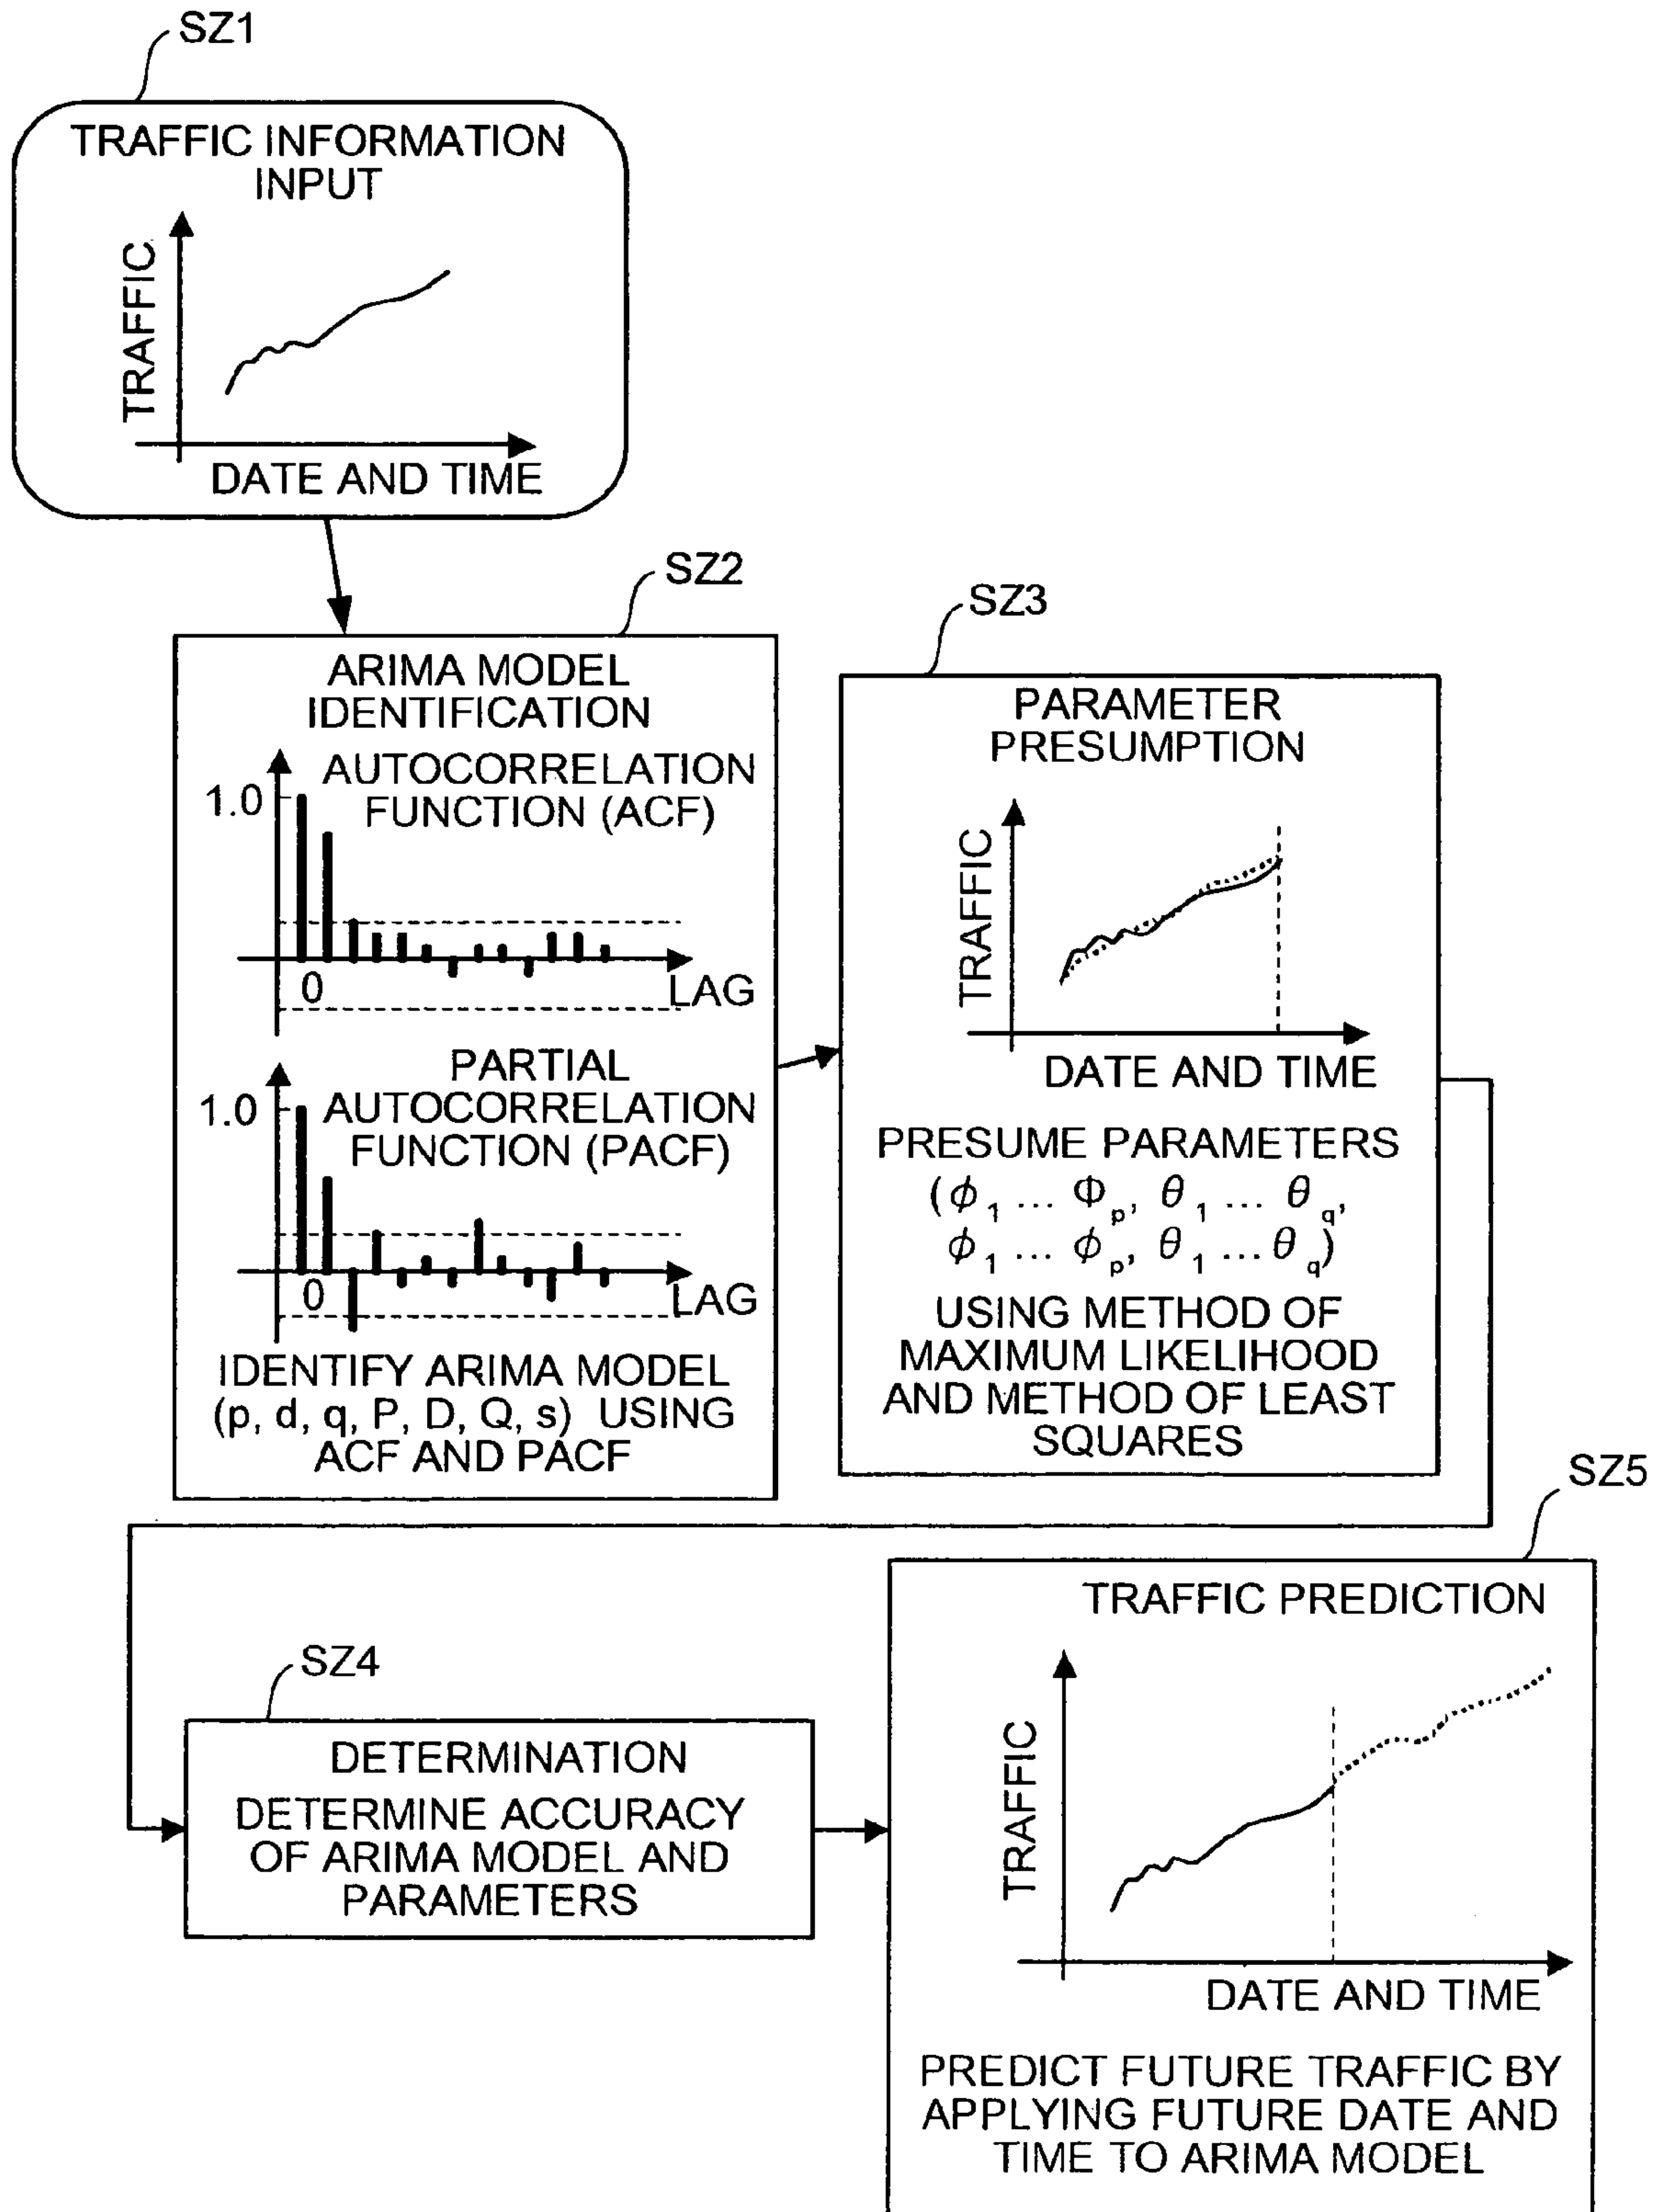 SZ1
TRAFFIC INFORMATION
INPUT
TRAFFIC
DATE AND TIME
SZ2
ARIMA MODEL
IDENTIFICATION
AUTOCORRELATION
FUNCTION (ACF)
1.0
0
LAG
PARTIAL
AUTOCORRELATION
FUNCTION (PACF)
1.0
0
LAG
IDENTIFY ARIMA MODEL
(p, d, q, P, D, Q, s) USING
ACF AND PACF
SZ3
PARAMETER
PRESUMPTION
TRAFFIC
DATE AND TIME
PRESUME PARAMETERS
(ϕ₁ ... Φₚ, θ₁ ... θ_q,
ϕ₁ ... ϕₚ, θ₁ ... θ_q)
USING METHOD OF
MAXIMUM LIKELIHOOD
AND METHOD OF LEAST
SQUARES
SZ4
DETERMINATION
DETERMINE ACCURACY
OF ARIMA MODEL AND
PARAMETERS
SZ5
TRAFFIC PREDICTION
TRAFFIC
DATE AND TIME
PREDICT FUTURE TRAFFIC BY
APPLYING FUTURE DATE AND
TIME TO ARIMA MODEL